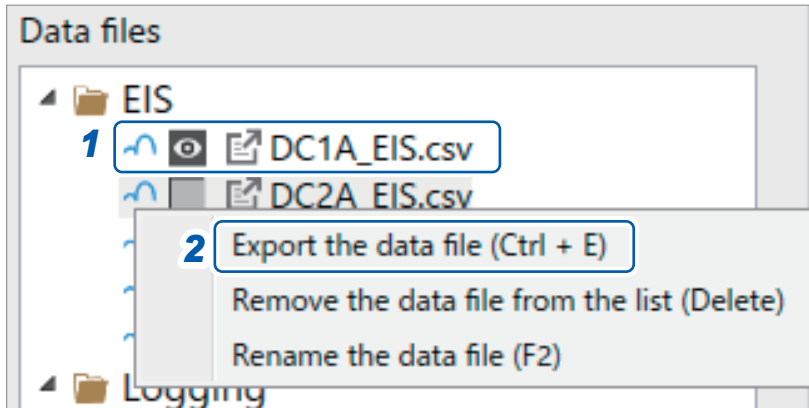 Data files
EIS
1 DC1A_EIS.csv
DC2A_EIS.csv
2 Export the data file (Ctrl + E)
Remove the data file from the list (Delete)
Rename the data file (F2)
Logging